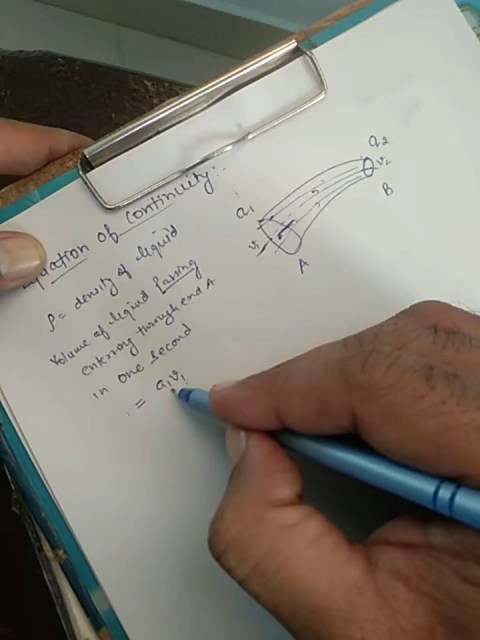 Equation of continuity:-
ρ = density of liquid
Volume of liquid Passing
entering through end A
in one second
= a₁v₁
a₂
v₂
B
a₁
v₁
A